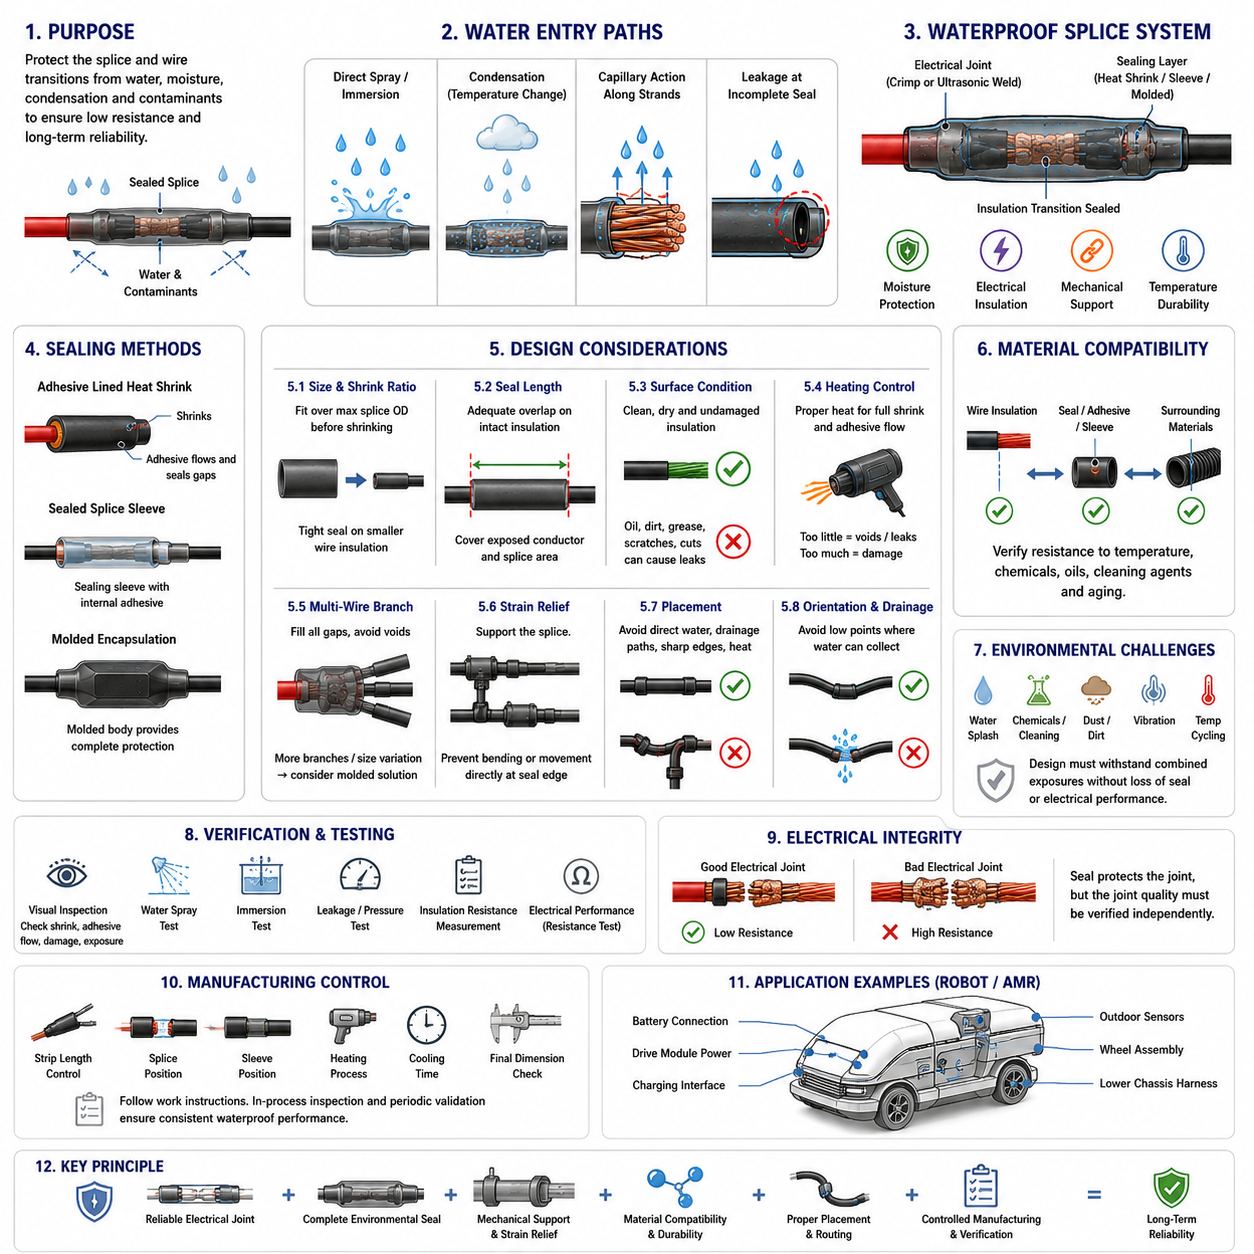 1. PURPOSE
Protect the splice and wire
transitions from water, moisture,
condensation and contaminants
to ensure low resistance and
long-term reliability.
Sealed Splice
Water &
Contaminants
2. WATER ENTRY PATHS
Direct Spray /
Immersion
Condensation
(Temperature Change)
Capillary Action
Along Strands
Leakage at
Incomplete Seal
3. WATERPROOF SPLICE SYSTEM
Electrical Joint
(Crimp or Ultrasonic Weld)
Sealing Layer
(Heat Shrink / Sleeve /
Molded)
Insulation Transition Sealed
Moisture
Protection
Electrical
Insulation
Mechanical
Support
Temperature
Durability
4. SEALING METHODS
Adhesive Lined Heat Shrink
Shrinks
Adhesive flows and
seals gaps
Sealed Splice Sleeve
Sealing sleeve with
internal adhesive
Molded Encapsulation
Molded body provides
complete protection
5. DESIGN CONSIDERATIONS
5.1 Size & Shrink Ratio
Fit over max splice OD
before shrinking
Tight seal on smaller
wire insulation
5.2 Seal Length
Adequate overlap on
intact insulation
Cover exposed conductor
and splice area
5.3 Surface Condition
Clean, dry and undamaged
insulation
Oil, dirt, grease,
scratches, cuts
can cause leaks
5.4 Heating Control
Proper heat for full shrink
and adhesive flow
Too little = voids / leaks
Too much = damage
5.5 Multi-Wire Branch
Fill all gaps, avoid voids
More branches / size variation
→ consider molded solution
5.6 Strain Relief
Support the splice.
Prevent bending or movement
directly at seal edge
5.7 Placement
Avoid direct water, drainage
paths, sharp edges, heat
5.8 Orientation & Drainage
Avoid low points where
water can collect
6. MATERIAL COMPATIBILITY
Wire Insulation
Seal / Adhesive
/ Sleeve
Surrounding
Materials
Verify resistance to temperature,
chemicals, oils, cleaning agents
and aging.
7. ENVIRONMENTAL CHALLENGES
Water
Splash
Chemicals /
Cleaning
Dust /
Dirt
Vibration
Temp
Cycling
Design must withstand combined
exposures without loss of seal
or electrical performance.
8. VERIFICATION & TESTING
Visual Inspection
Check shrink, adhesive
flow, damage, exposure
Water Spray
Test
Immersion
Test
Leakage / Pressure
Test
Insulation Resistance
Measurement
Ω
Electrical Performance
(Resistance Test)
9. ELECTRICAL INTEGRITY
Good Electrical Joint
Low Resistance
Bad Electrical Joint
High Resistance
Seal protects the joint,
but the joint quality must
be verified independently.
10. MANUFACTURING CONTROL
Strip Length
Control
Splice
Position
Sleeve
Position
Heating
Process
Cooling
Time
Final Dimension
Check
Follow work instructions. In-process inspection and periodic validation
ensure consistent waterproof performance.
11. APPLICATION EXAMPLES (ROBOT / AMR)
Battery Connection
Drive Module Power
Charging Interface
Outdoor Sensors
Wheel Assembly
Lower Chassis Harness
12. KEY PRINCIPLE
Reliable Electrical Joint
+
Complete Environmental Seal
+
Mechanical Support
& Strain Relief
+
Material Compatibility
& Durability
+
Proper Placement
& Routing
+
Controlled Manufacturing
& Verification
=
Long-Term
Reliability